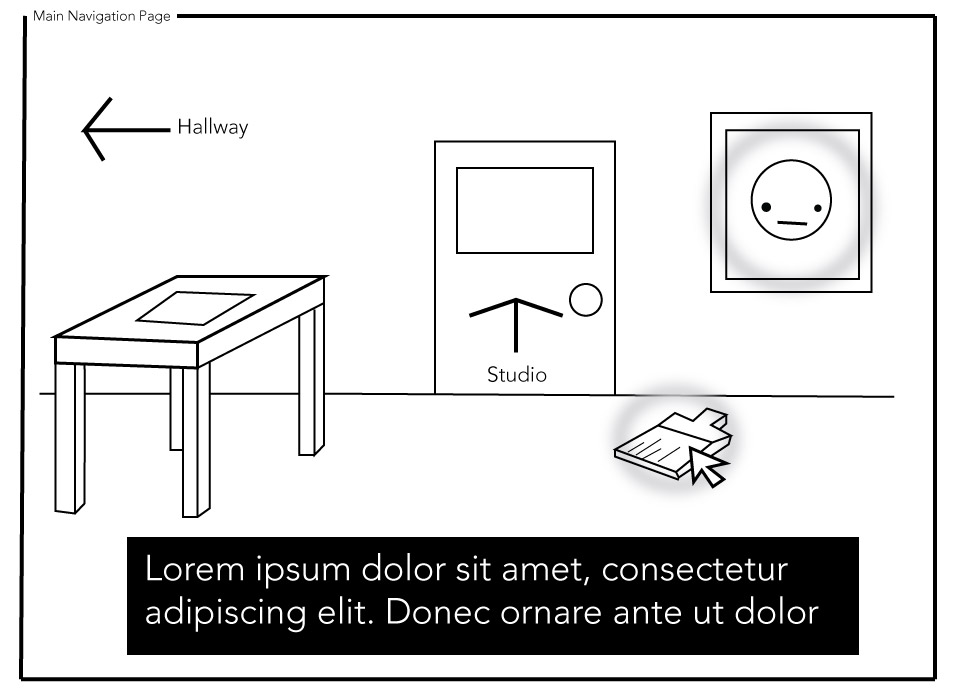 Main Navigation Page
Hallway
Studio
Lorem ipsum dolor sit amet, consectetur
adipiscing elit. Donec ornare ante ut dolor